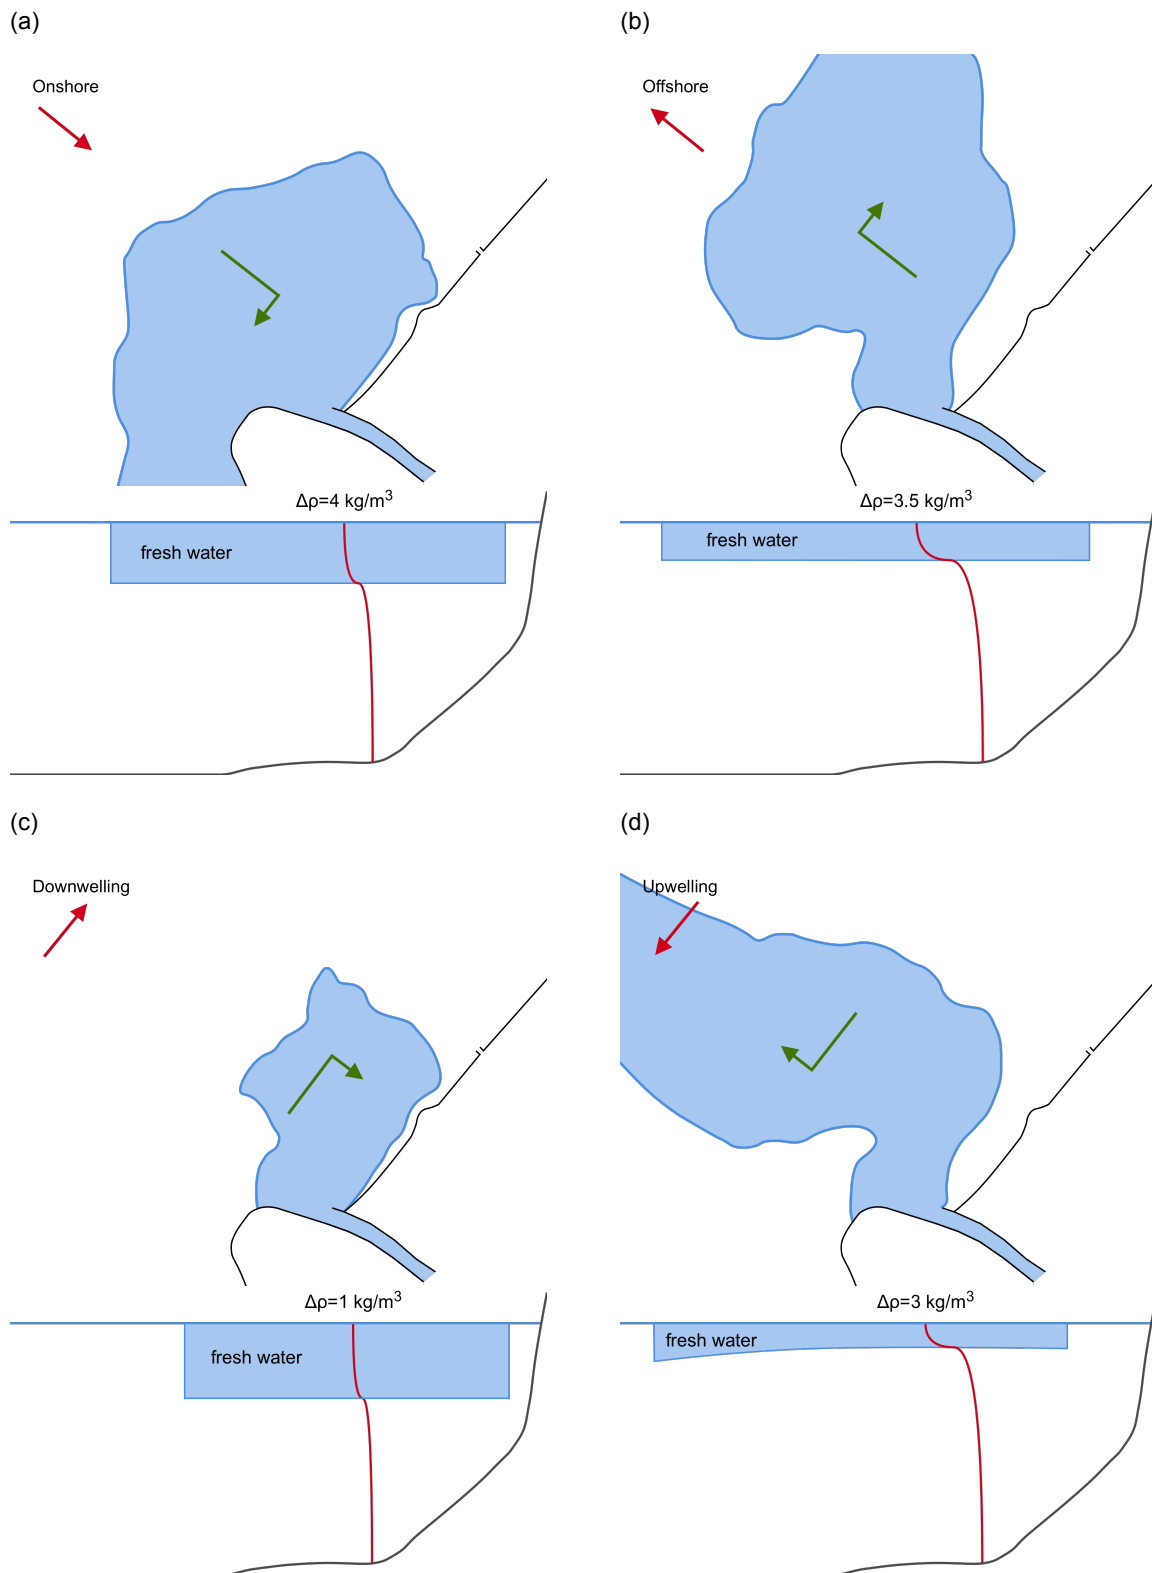 (a)
(b)
Onshore
Offshore
Δρ=4 kg/m³
Δρ=3.5 kg/m³
fresh water
fresh water
(c)
(d)
Downwelling
Upwelling
Δρ=1 kg/m³
Δρ=3 kg/m³
fresh water
fresh water